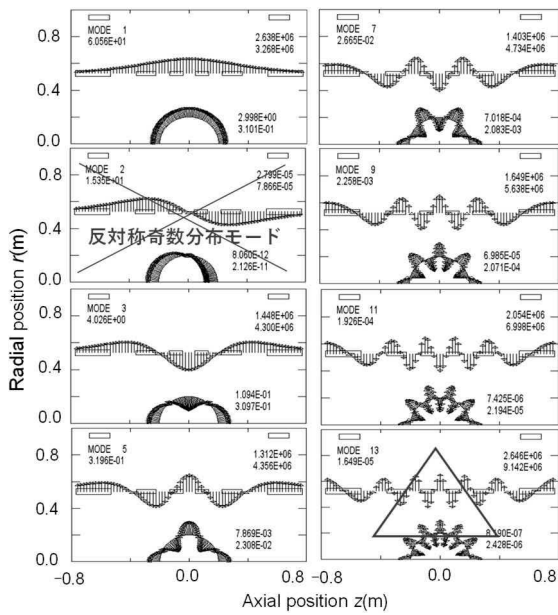 0.8
MODE 1
6.056E+01
2.638E+06
3.268E+06
0.4
2.998E+00
3.101E-01
0.0
0.8
MODE 2
1.535E+01
2.799E-05
7.866E-05
0.4
反対称奇数分布モード
8.060E-12
2.126E-11
0.0
0.8
MODE 3
4.026E+00
1.448E+06
4.300E+06
0.4
1.094E-01
3.097E-01
0.0
0.8
MODE 5
3.196E-01
1.312E+06
4.356E+06
0.4
7.869E-03
2.308E-02
0.0
MODE 7
2.665E-02
1.403E+06
4.734E+06
7.018E-04
2.083E-03
MODE 9
2.258E-03
1.649E+06
5.638E+06
6.985E-05
2.071E-04
MODE 11
1.926E-04
2.054E+06
6.998E+06
7.425E-06
2.194E-05
MODE 13
1.649E-05
2.646E+06
9.142E+06
2.428E-06
−0.8
0.0
0.8
−0.8
0.0
0.8
Radial position r(m)
Axial position z(m)